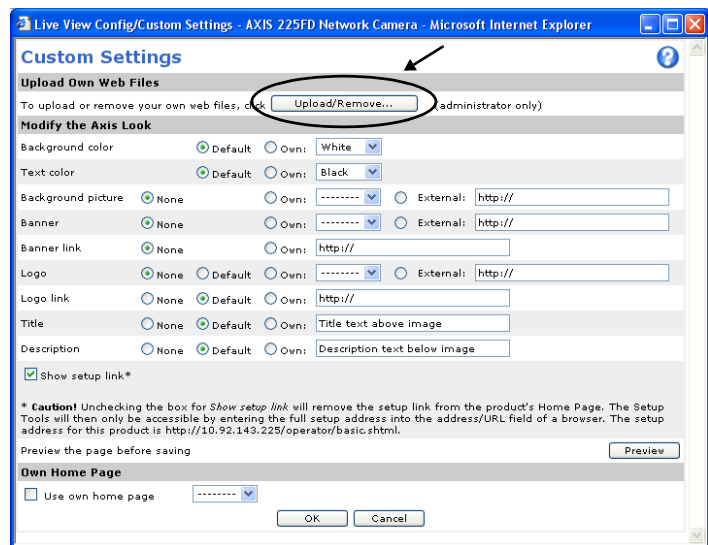 Live View Config/Custom Settings - AXIS 225FD Network Camera - Microsoft Internet Explorer
Custom Settings
?
Upload Own Web Files
To upload or remove your own web files, click Upload/Remove... (administrator only)
Modify the Axis Look
Background color Default Own: White
Text color Default Own: Black
Background picture None Own: -------- External: http://
Banner None Own: -------- External: http://
Banner link None Own: http://
Logo None Default Own: -------- External: http://
Logo link None Default Own: http://
Title None Default Own: Title text above image
Description None Default Own: Description text below image
Show setup link*
* Caution! Unchecking the box for Show setup link will remove the setup link from the product's Home Page. The Setup
Tools will then only be accessible by entering the full setup address into the address/URL field of a browser. The setup
address for this product is http://10.92.143.225/operator/basic.shtml.
Preview the page before saving Preview
Own Home Page
Use own home page --------
OK Cancel